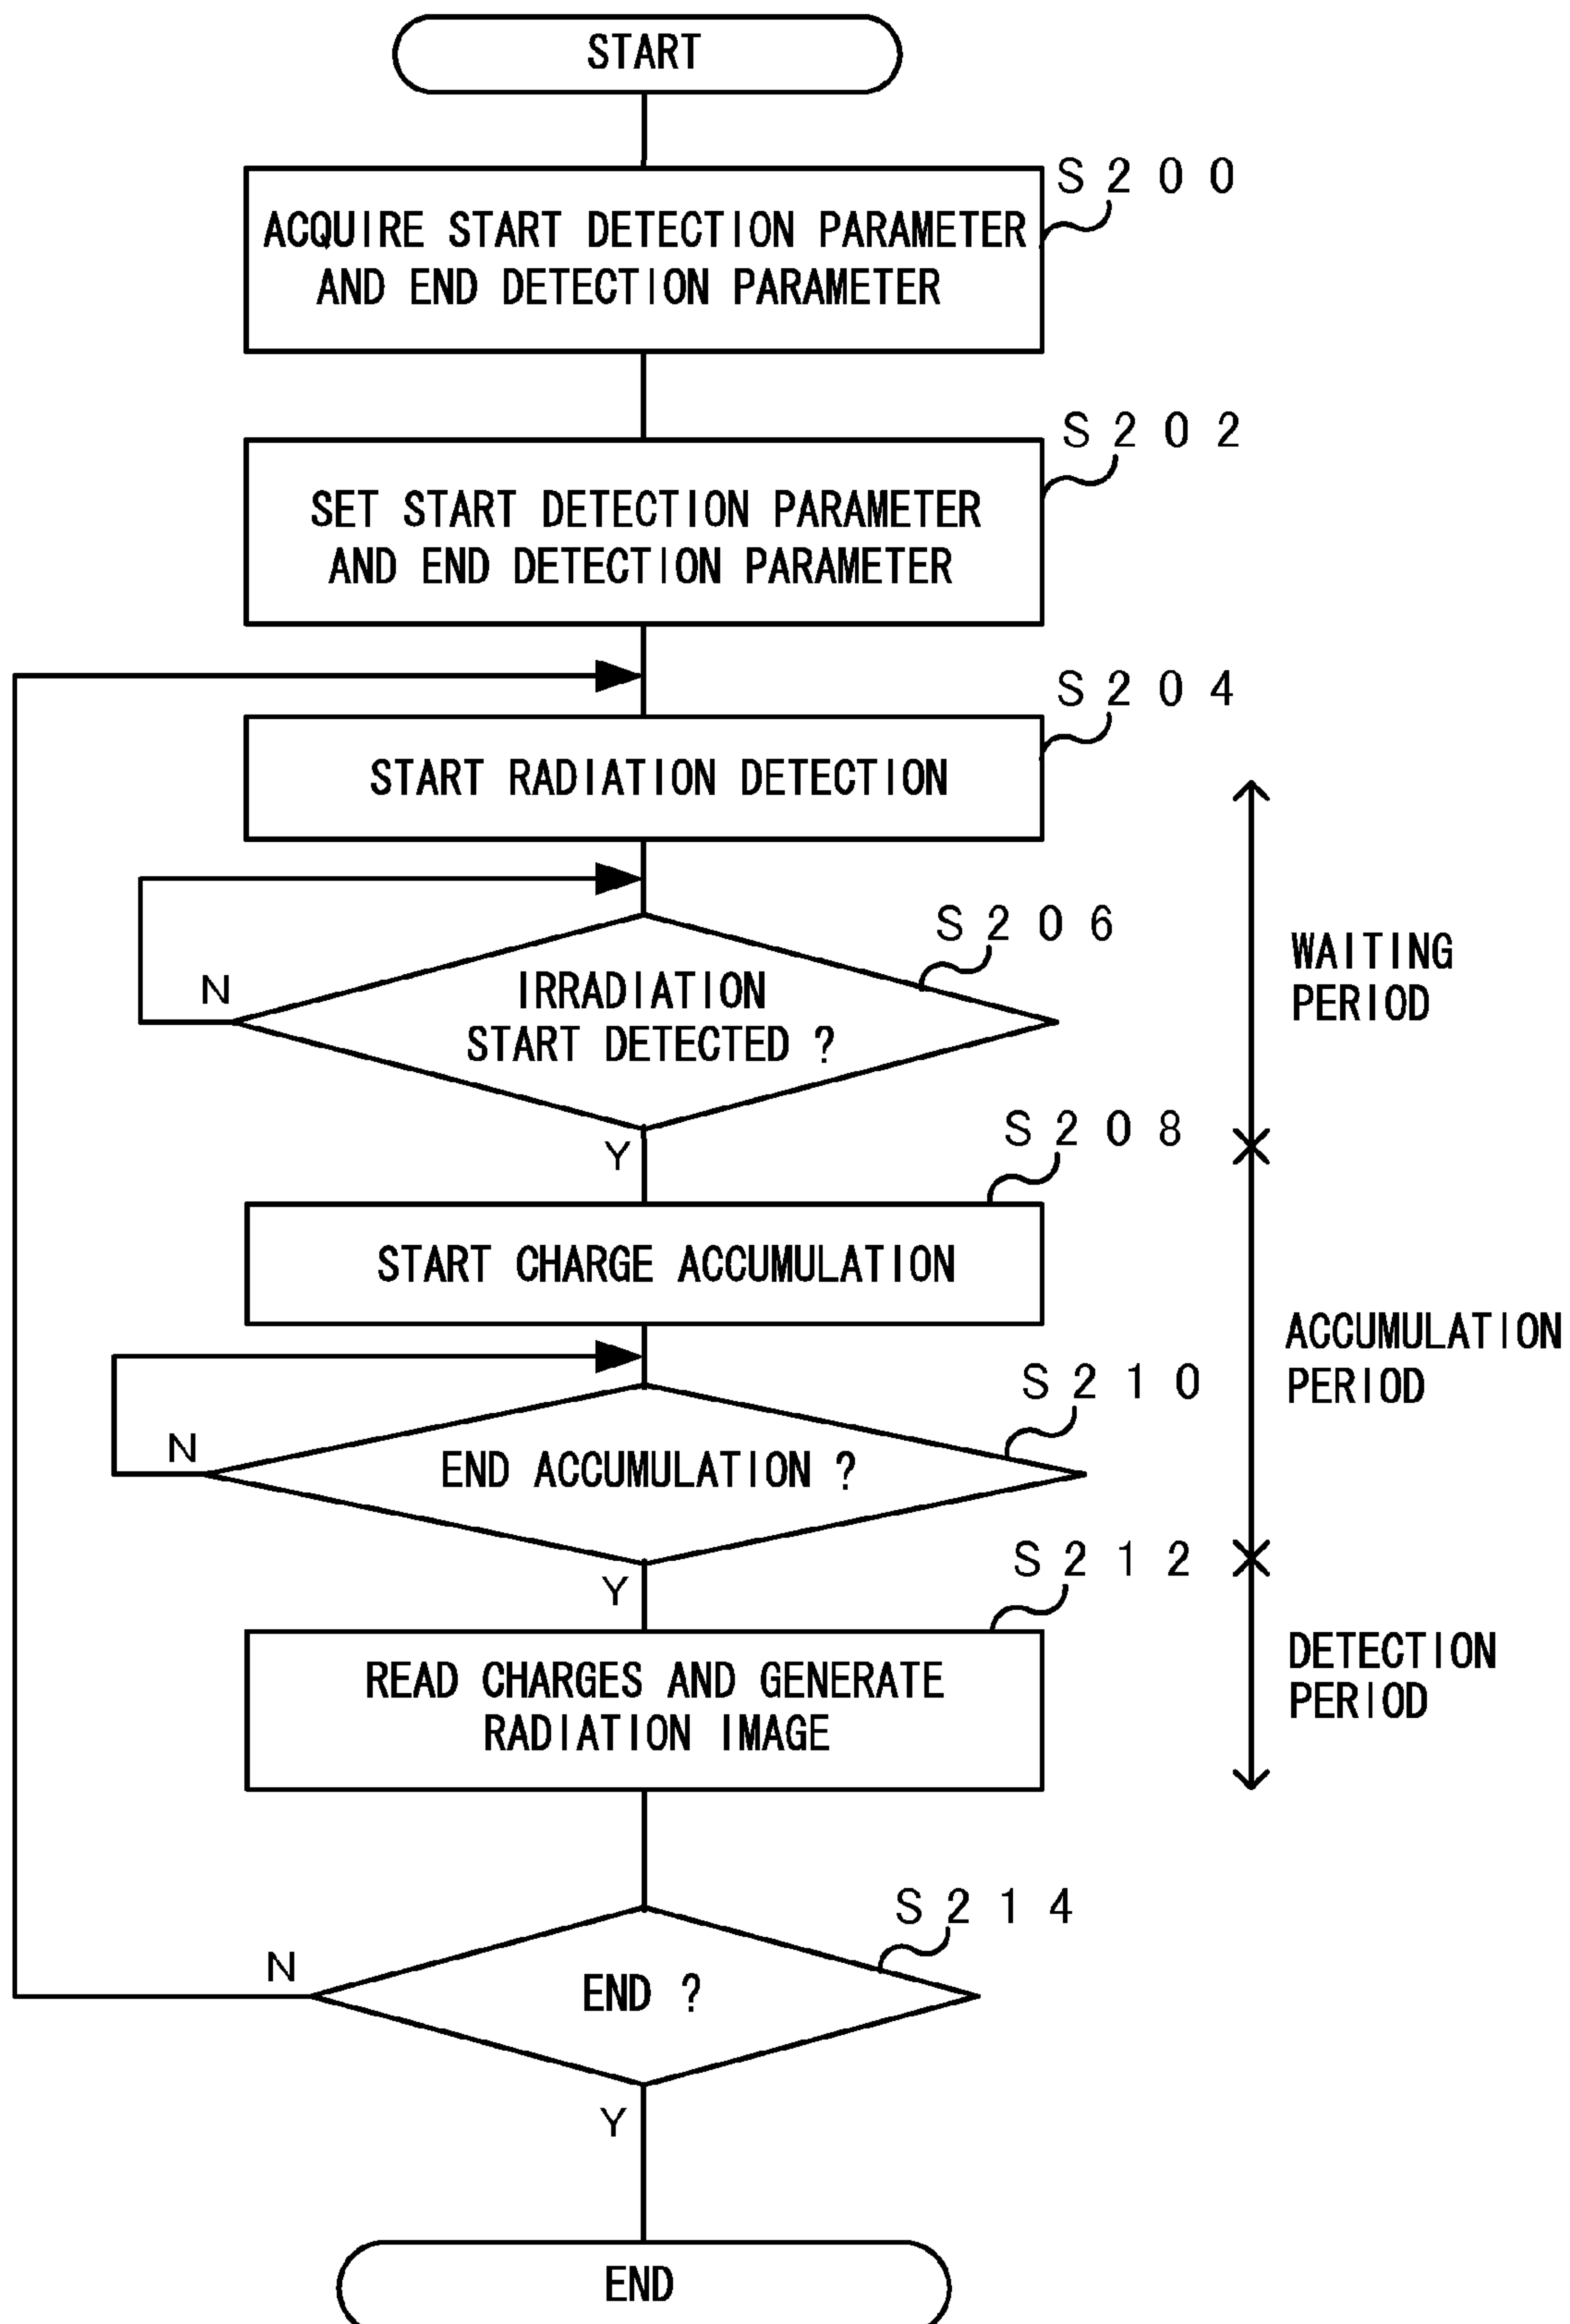 START
S200
ACQUIRE START DETECTION PARAMETER
AND END DETECTION PARAMETER
S202
SET START DETECTION PARAMETER
AND END DETECTION PARAMETER
S204
START RADIATION DETECTION
S206
N
IRRADIATION
START DETECTED ?
WAITING
PERIOD
Y
S208
START CHARGE ACCUMULATION
ACCUMULATION
PERIOD
S210
N
END ACCUMULATION ?
Y
S212
READ CHARGES AND GENERATE
RADIATION IMAGE
DETECTION
PERIOD
S214
N
END ?
Y
END